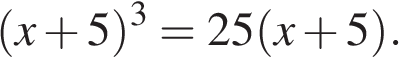 (x + 5)³ = 25(x + 5).